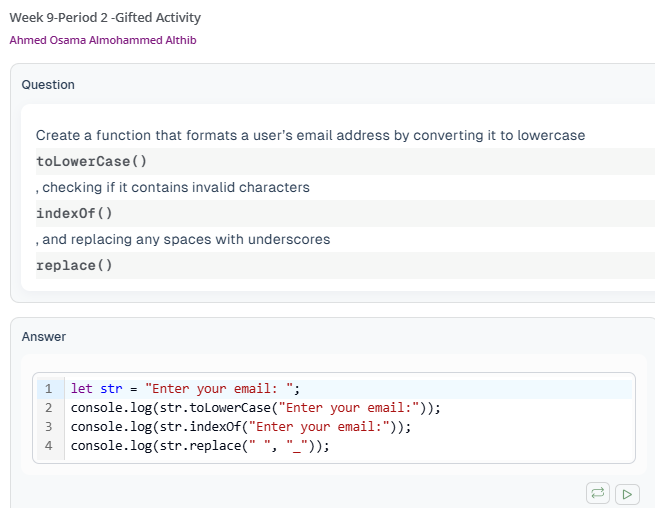 Week 9-Period 2 -Gifted Activity
Ahmed Osama Almohammed Althib
Question
Create a function that formats a user's email address by converting it to lowercase
toLowerCase()
, checking if it contains invalid characters
indexOf()
, and replacing any spaces with underscores
replace()
Answer
1 let str = "Enter your email: ";
2 console.log(str.toLowerCase("Enter your email:"));
3 console.log(str.indexOf("Enter your email:"));
4 console.log(str.replace(" ", "_"));